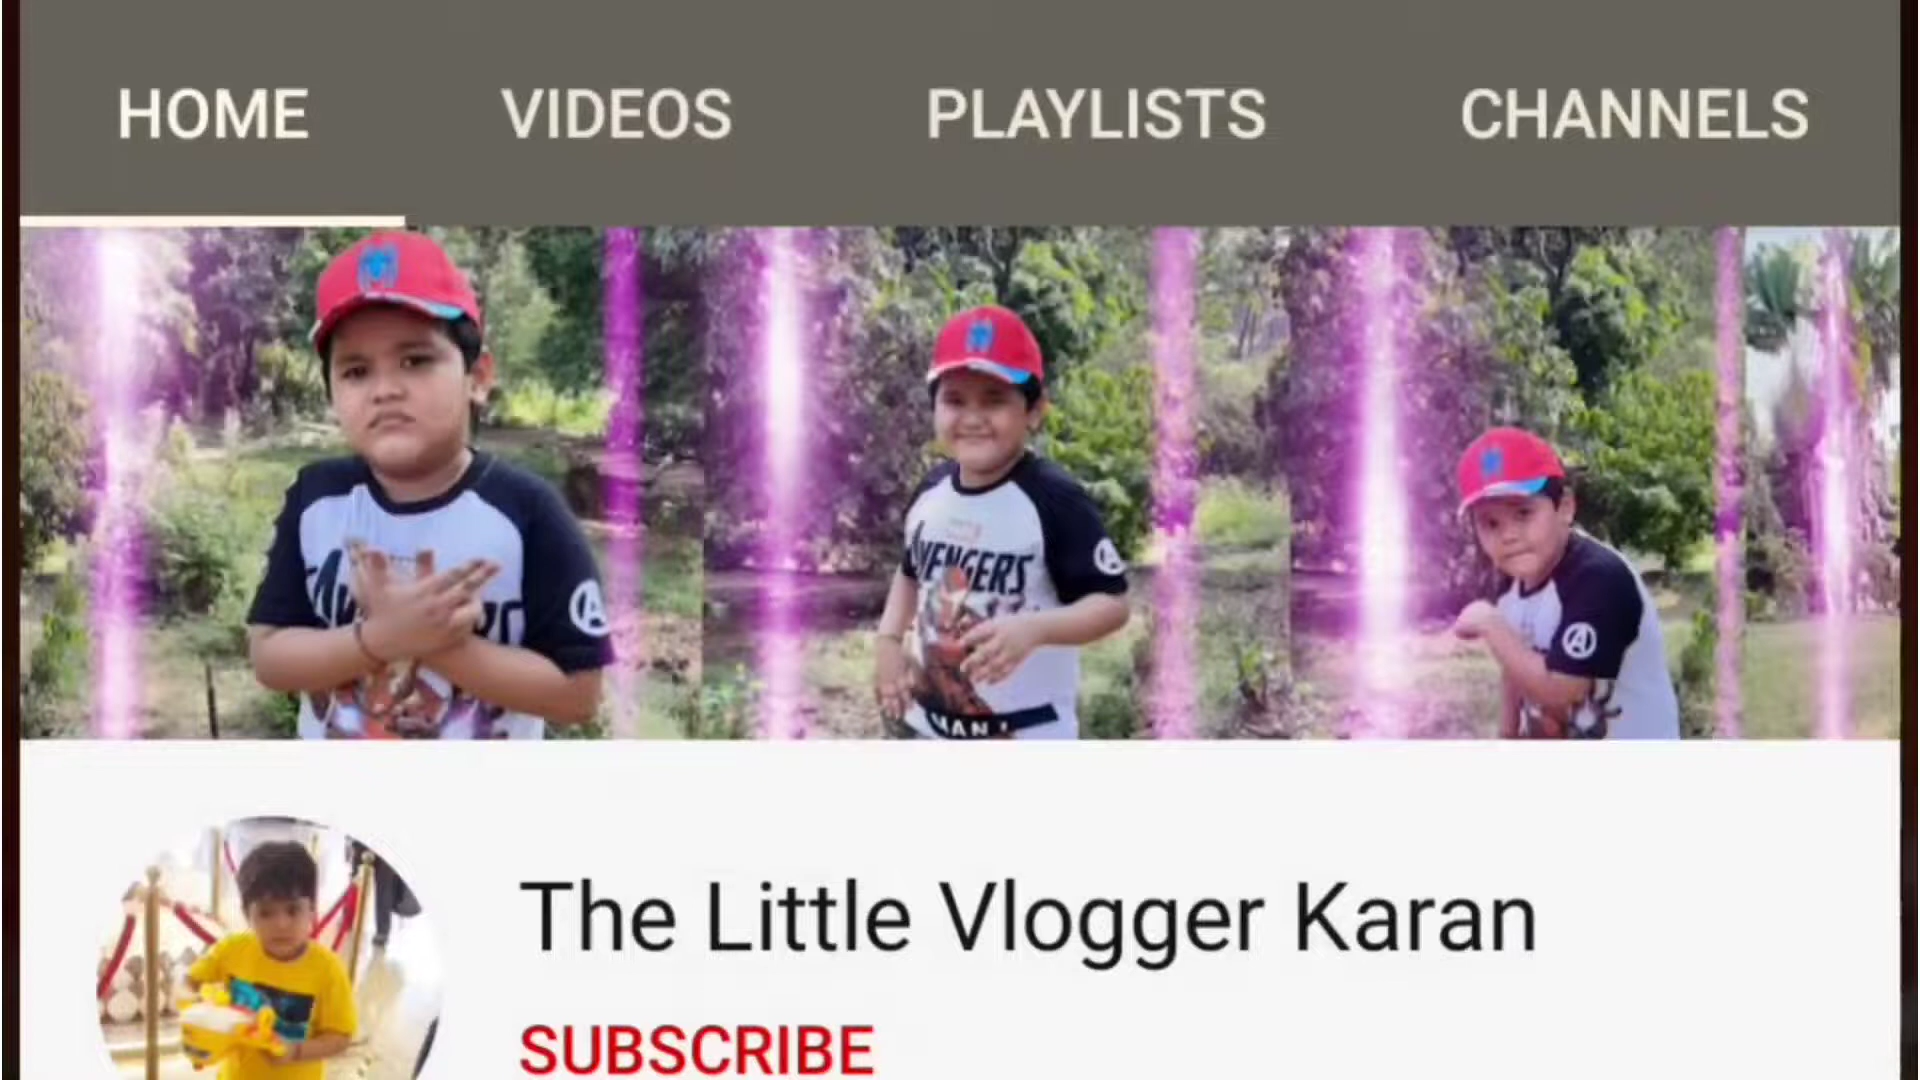 HOME VIDEOS PLAYLISTS CHANNELS
AVENGERS
The Little Vlogger Karan
SUBSCRIBE